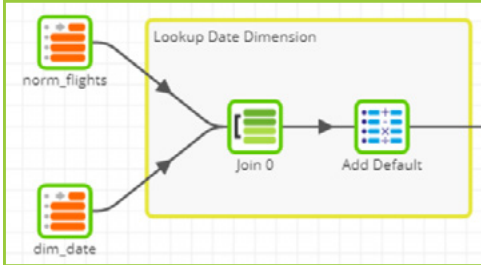 Lookup Date Dimension
norm_flights
Join 0
Add Default
dim_date